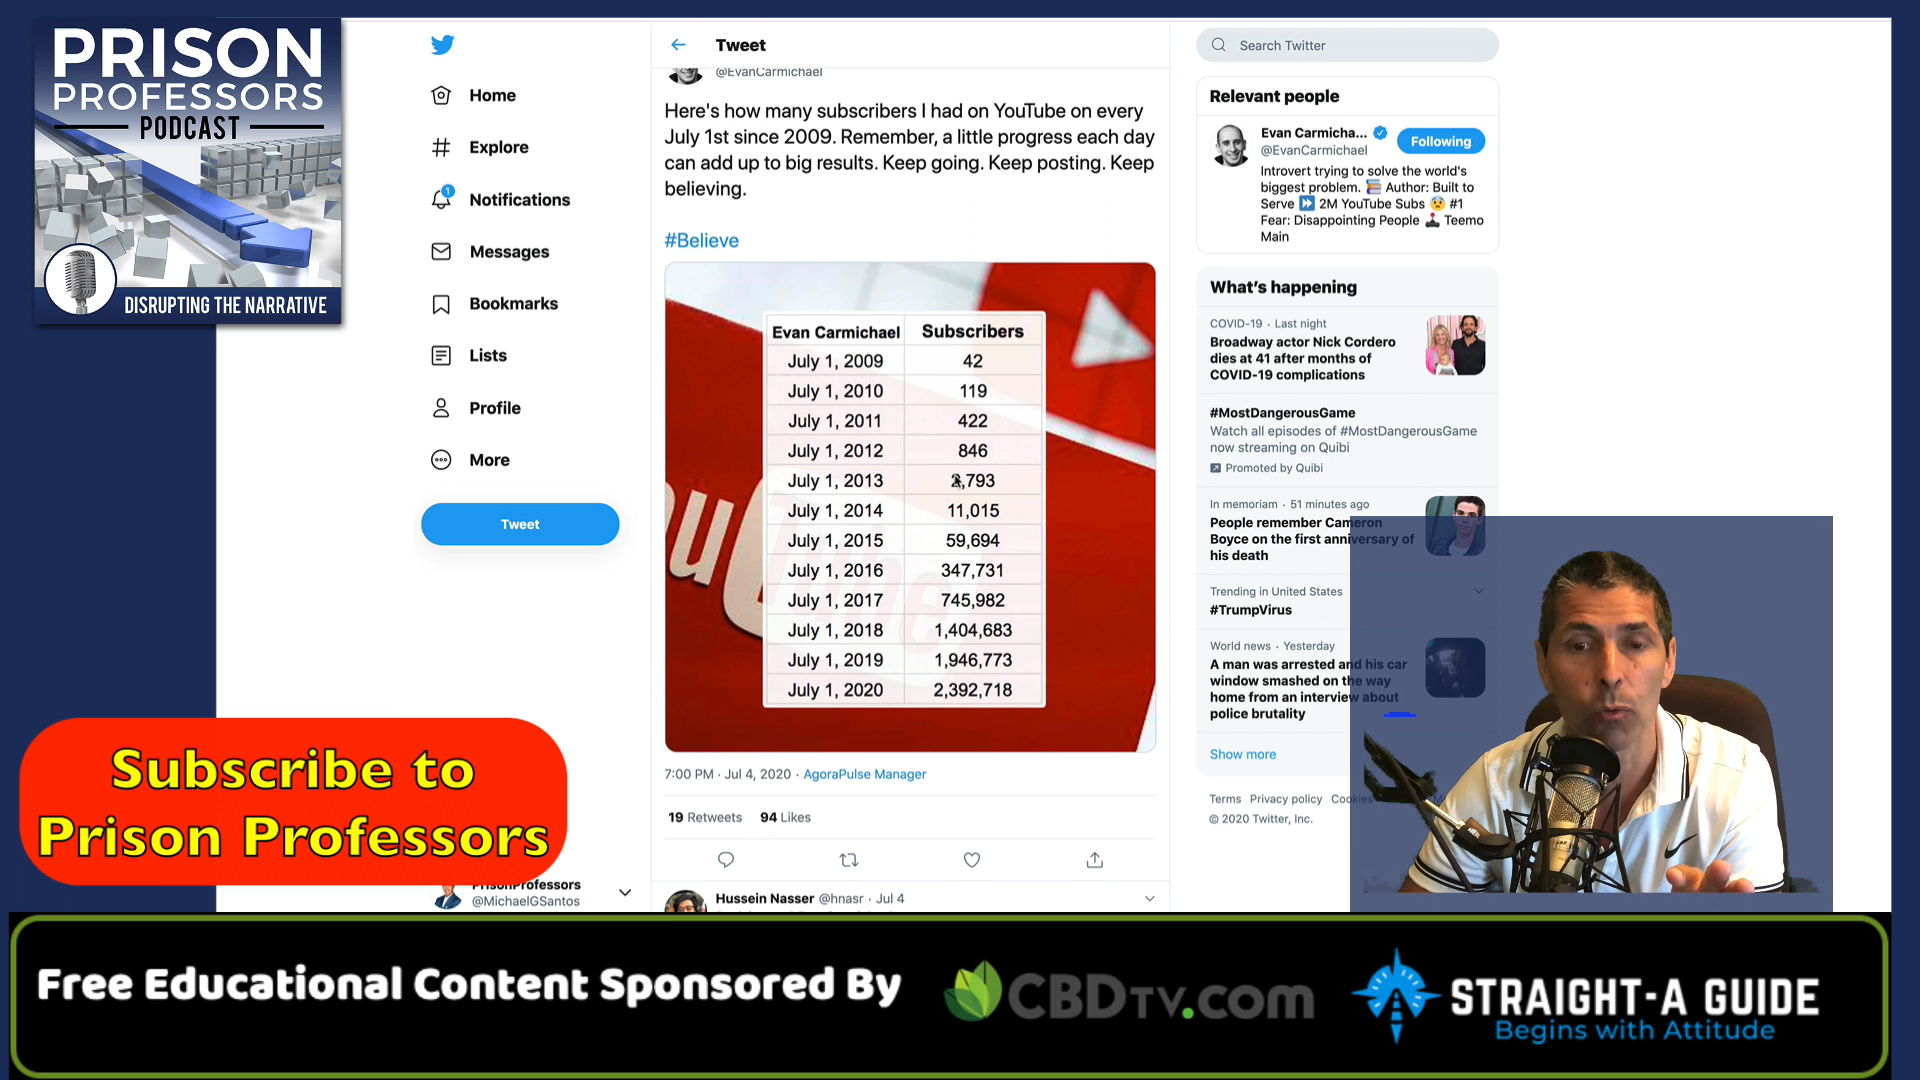 PRISON
PROFESSORS
PODCAST
DISRUPTING THE NARRATIVE
Home
Explore
1
Notifications
Messages
Bookmarks
Lists
Profile
More
Tweet
Subscribe to
Prison Professors
PrisonProfessors
@MichaelGSantos
Tweet
@EvanCarmichael
Here's how many subscribers I had on YouTube on every
July 1st since 2009. Remember, a little progress each day
can add up to big results. Keep going. Keep posting. Keep
believing.
#Believe
Evan Carmichael Subscribers
July 1, 2009 42
July 1, 2010 119
July 1, 2011 422
July 1, 2012 846
July 1, 2013 ,793
July 1, 2014 11,015
July 1, 2015 59,694
July 1, 2016 347,731
July 1, 2017 745,982
July 1, 2018 1,404,683
July 1, 2019 1,946,773
July 1, 2020 2,392,718
7:00 PM · Jul 4, 2020 · AgoraPulse Manager
19 Retweets 94 Likes
Hussein Nasser @hnasr · Jul 4
Search Twitter
Relevant people
Evan Carmicha...
@EvanCarmichael
Following
Introvert trying to solve the world's
biggest problem. 📚 Author: Built to
Serve ⏩ 2M YouTube Subs 😰 #1
Fear: Disappointing People 🕹 Teemo
Main
What's happening
COVID-19 · Last night
Broadway actor Nick Cordero
dies at 41 after months of
COVID-19 complications
#MostDangerousGame
Watch all episodes of #MostDangerousGame
now streaming on Quibi
Promoted by Quibi
In memoriam · 51 minutes ago
People remember Cameron
Boyce on the first anniversary of
his death
Trending in United States
#TrumpVirus
World news · Yesterday
A man was arrested and his car
window smashed on the way
home from an interview about
police brutality
Show more
Terms Privacy policy Cookies
© 2020 Twitter, Inc.
Free Educational Content Sponsored By
CBDTV.com
STRAIGHT-A GUIDE
Begins with Attitude